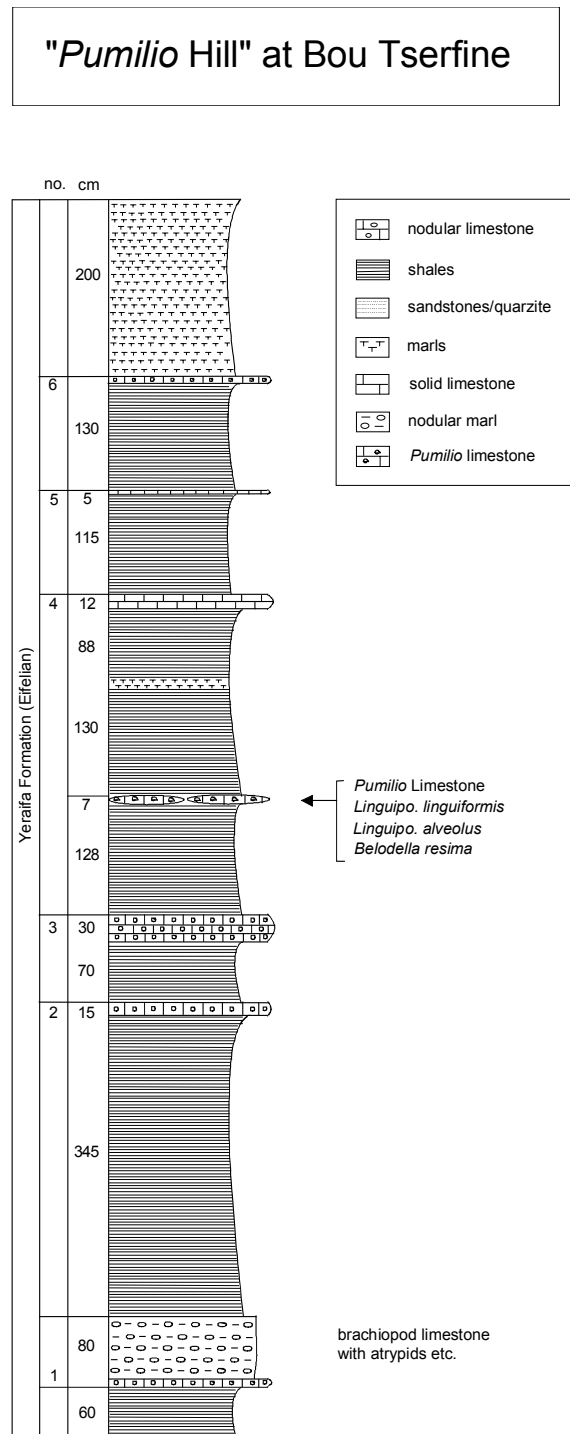 "Pumilio Hill" at Bou Tserfine
no. cm
200
6
130
5 5
115
4 12
88
130
7
128
3 30
70
2 15
345
80
1
60
Yeraifa Formation (Eifelian)
nodular limestone
shales
sandstones/quarzite
marls
solid limestone
nodular marl
Pumilio limestone
Pumilio Limestone
Linguipo. linguiformis
Linguipo. alveolus
Belodella resima
brachiopod limestone
with atrypids etc.